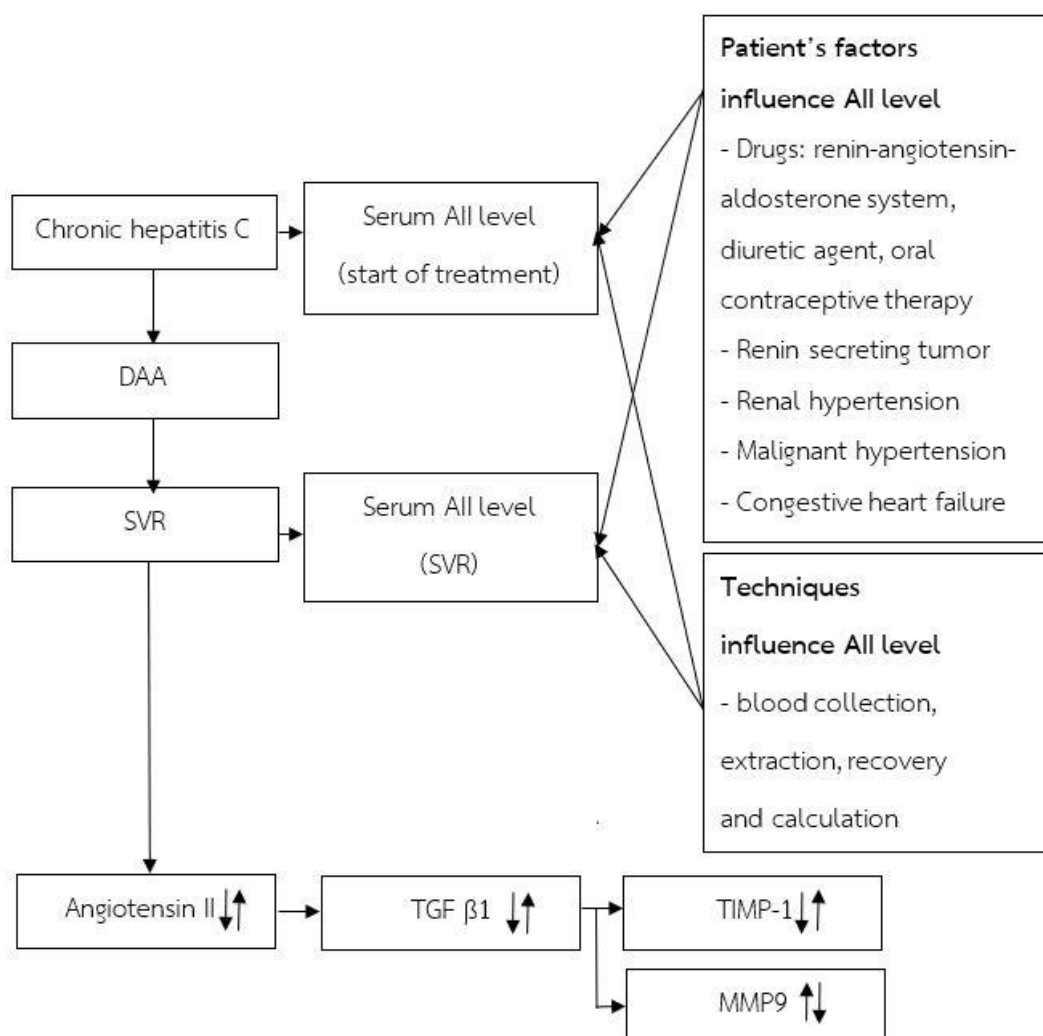 Chronic hepatitis C
Serum AII level
(start of treatment)
DAA
SVR
Serum AII level
(SVR)
Patient's factors
influence AII level
- Drugs: renin-angiotensin-
aldosterone system,
diuretic agent, oral
contraceptive therapy
- Renin secreting tumor
- Renal hypertension
- Malignant hypertension
- Congestive heart failure
Techniques
influence AII level
- blood collection,
extraction, recovery
and calculation
Angiotensin II ↓↑
TGF β1 ↓↑
TIMP-1 ↓↑
MMP9 ↑↓